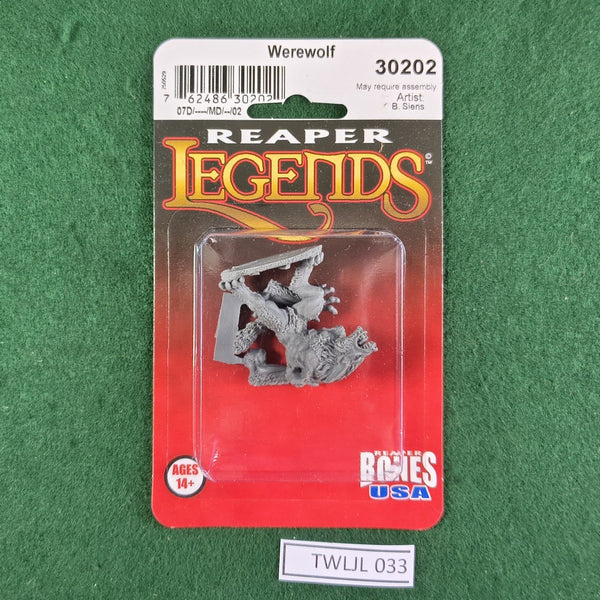 Werewolf
30202
May require assembly
Artist:
B. Siens
7 62486 30202
07D/----/MD/--/02
REAPER
LEGENDS
AGES
14+
REAPER
BONES
USA
TWLJL 033